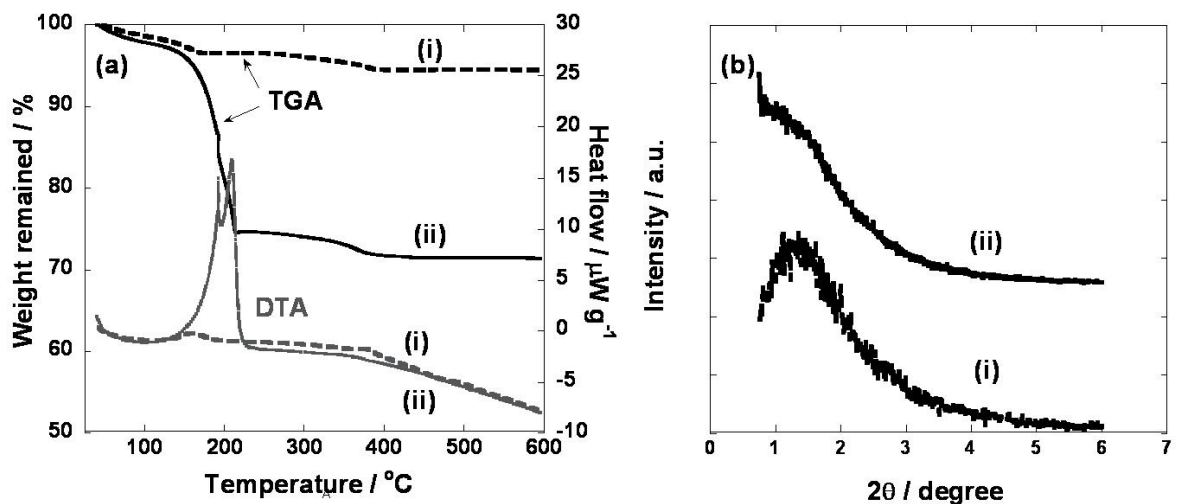 (a)
(i)
TGA
(ii)
DTA
(i)
(ii)
100
90
80
70
60
50
Weight remained / %
30
25
20
15
10
5
0
-5
-10
Heat flow / μW g⁻¹
100 200 300 400 500 600
Temperature / °C
A
(b)
(ii)
(i)
Intensity / a.u.
0 1 2 3 4 5 6 7
2θ / degree